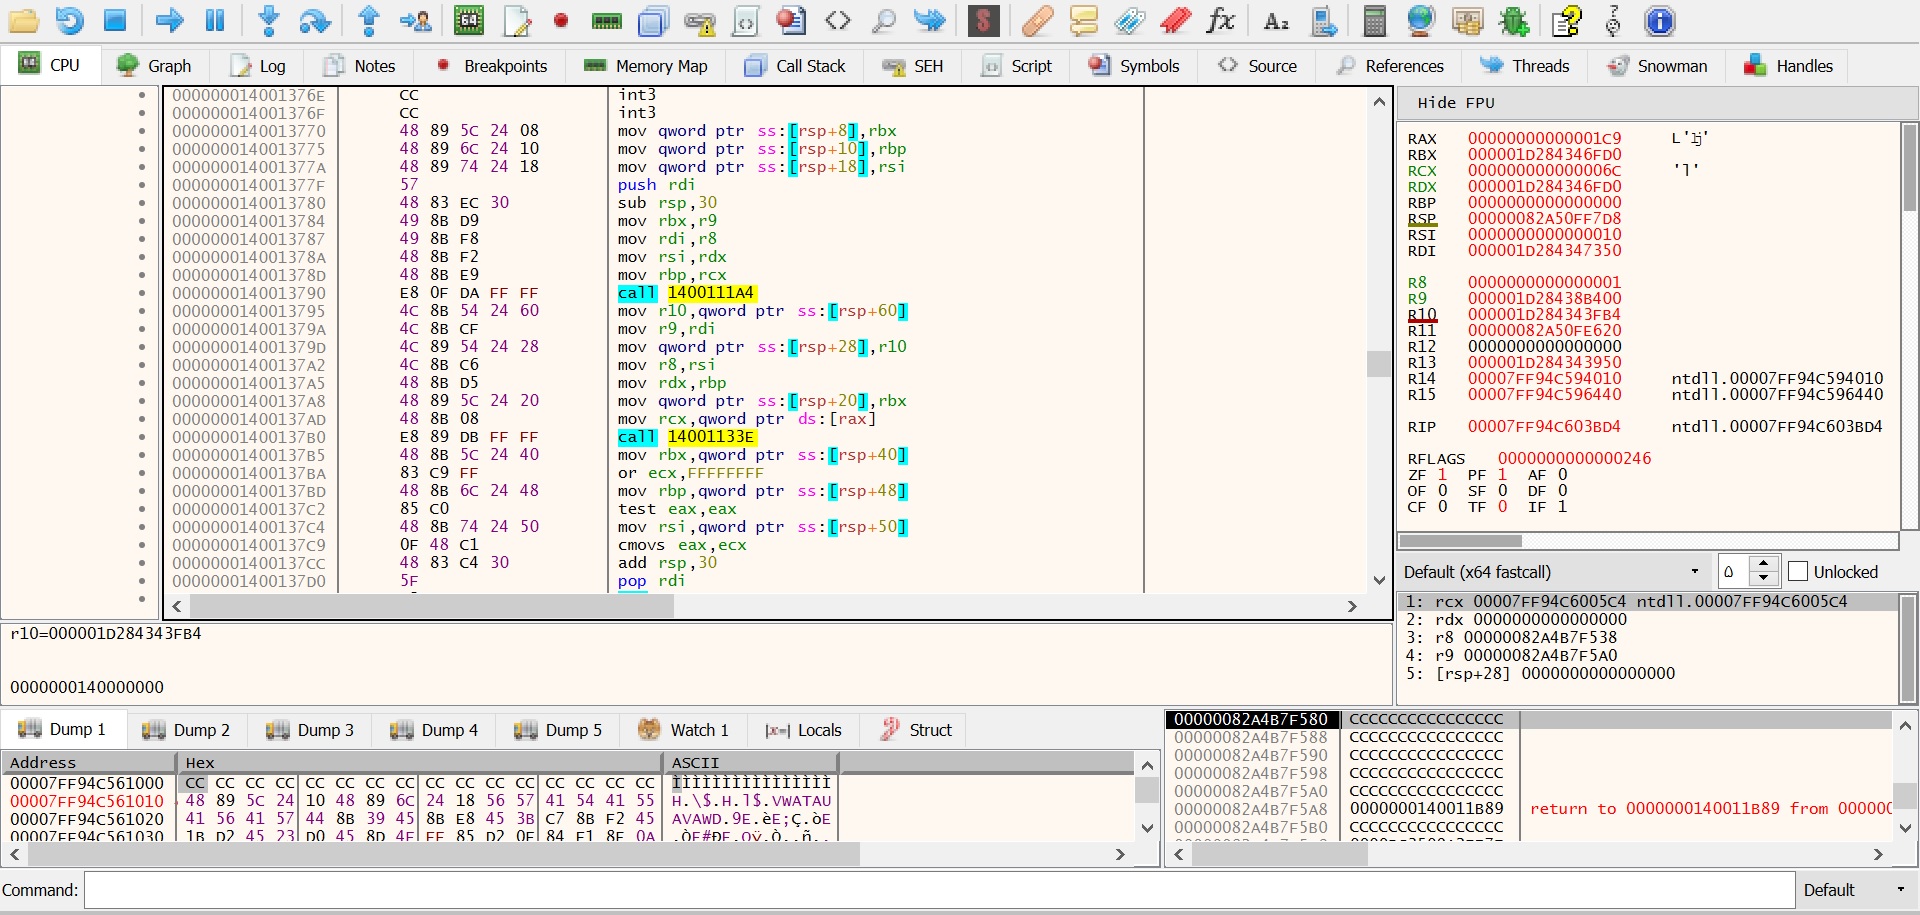 CPU Graph Log Notes Breakpoints Memory Map Call Stack SEH Script Symbols Source References Threads Snowman Handles
000000014001376E CC int3
000000014001376F CC int3
0000000140013770 48 89 5C 24 08 mov qword ptr ss:[rsp+8],rbx
0000000140013775 48 89 6C 24 10 mov qword ptr ss:[rsp+10],rbp
000000014001377A 48 89 74 24 18 mov qword ptr ss:[rsp+18],rsi
000000014001377F 57 push rdi
0000000140013780 48 83 EC 30 sub rsp,30
0000000140013784 49 8B D9 mov rbx,r9
0000000140013787 49 8B F8 mov rdi,r8
000000014001378A 48 8B F2 mov rsi,rdx
000000014001378D 48 8B E9 mov rbp,rcx
0000000140013790 E8 0F DA FF FF call 1400111A4
0000000140013795 4C 8B 54 24 60 mov r10,qword ptr ss:[rsp+60]
000000014001379A 4C 8B CF mov r9,rdi
000000014001379D 4C 89 54 24 28 mov qword ptr ss:[rsp+28],r10
00000001400137A2 4C 8B C6 mov r8,rsi
00000001400137A5 48 8B D5 mov rdx,rbp
00000001400137A8 48 89 5C 24 20 mov qword ptr ss:[rsp+20],rbx
00000001400137AD 48 8B 08 mov rcx,qword ptr ds:[rax]
00000001400137B0 E8 89 DB FF FF call 14001133E
00000001400137B5 48 8B 5C 24 40 mov rbx,qword ptr ss:[rsp+40]
00000001400137BA 83 C9 FF or ecx,FFFFFFFF
00000001400137BD 48 8B 6C 24 48 mov rbp,qword ptr ss:[rsp+48]
00000001400137C2 85 C0 test eax,eax
00000001400137C4 48 8B 74 24 50 mov rsi,qword ptr ss:[rsp+50]
00000001400137C9 0F 48 C1 cmovs eax,ecx
00000001400137CC 48 83 C4 30 add rsp,30
00000001400137D0 5F pop rdi
Hide FPU
RAX 00000000000001C9
RBX 000001D284346FD0
RCX 000000000000006C 'l'
RDX 000001D284346FD0
RBP 0000000000000000
RSP 00000082A50FF7D8
RSI 0000000000000010
RDI 000001D284347350
R8 0000000000000001
R9 000001D28438B400
R10 000001D284343FB4
R11 00000082A50FE620
R12 0000000000000000
R13 000001D284343950
R14 00007FF94C594010 ntdll.00007FF94C594010
R15 00007FF94C596440 ntdll.00007FF94C596440
RIP 00007FF94C603BD4 ntdll.00007FF94C603BD4
RFLAGS 0000000000000246
ZF 1 PF 1 AF 0
OF 0 SF 0 DF 0
CF 0 TF 0 IF 1
Default (x64 fastcall) ۵ Unlocked
1: rcx 00007FF94C6005C4 ntdll.00007FF94C6005C4
2: rdx 0000000000000000
3: r8 00000082A4B7F538
4: r9 00000082A4B7F5A0
5: [rsp+28] 0000000000000000
r10=000001D284343FB4
0000000140000000
Dump 1 Dump 2 Dump 3 Dump 4 Dump 5 Watch 1 Locals Struct
Address Hex ASCII
00007FF94C561000 CC CC CC CC CC CC CC CC CC CC CC CC CC CC CC CC ÌÌÌÌÌÌÌÌÌÌÌÌÌÌÌÌ
00007FF94C561010 48 89 5C 24 10 48 89 6C 24 18 56 57 41 54 41 55 H.\$.H.l$.VWATAU
00007FF94C561020 41 56 41 57 44 8B 39 45 8B E8 45 3B C7 8B F2 45 AVAWD.9E.èE;Ç.òE
00007FF94C561030 1B D2 45 23 D0 45 8D 4F FF 85 D2 0F 84 F1 8F 0A .ÒE#ÐE.Oÿ.Ò..ñ..
00000082A4B7F580 CCCCCCCCCCCCCCCC
00000082A4B7F588 CCCCCCCCCCCCCCCC
00000082A4B7F590 CCCCCCCCCCCCCCCC
00000082A4B7F598 CCCCCCCCCCCCCCCC
00000082A4B7F5A0 CCCCCCCCCCCCCCCC
00000082A4B7F5A8 0000000140011B89 return to 0000000140011B89 from 000000
00000082A4B7F5B0 CCCCCCCCCCCCCCCC
Command: Default